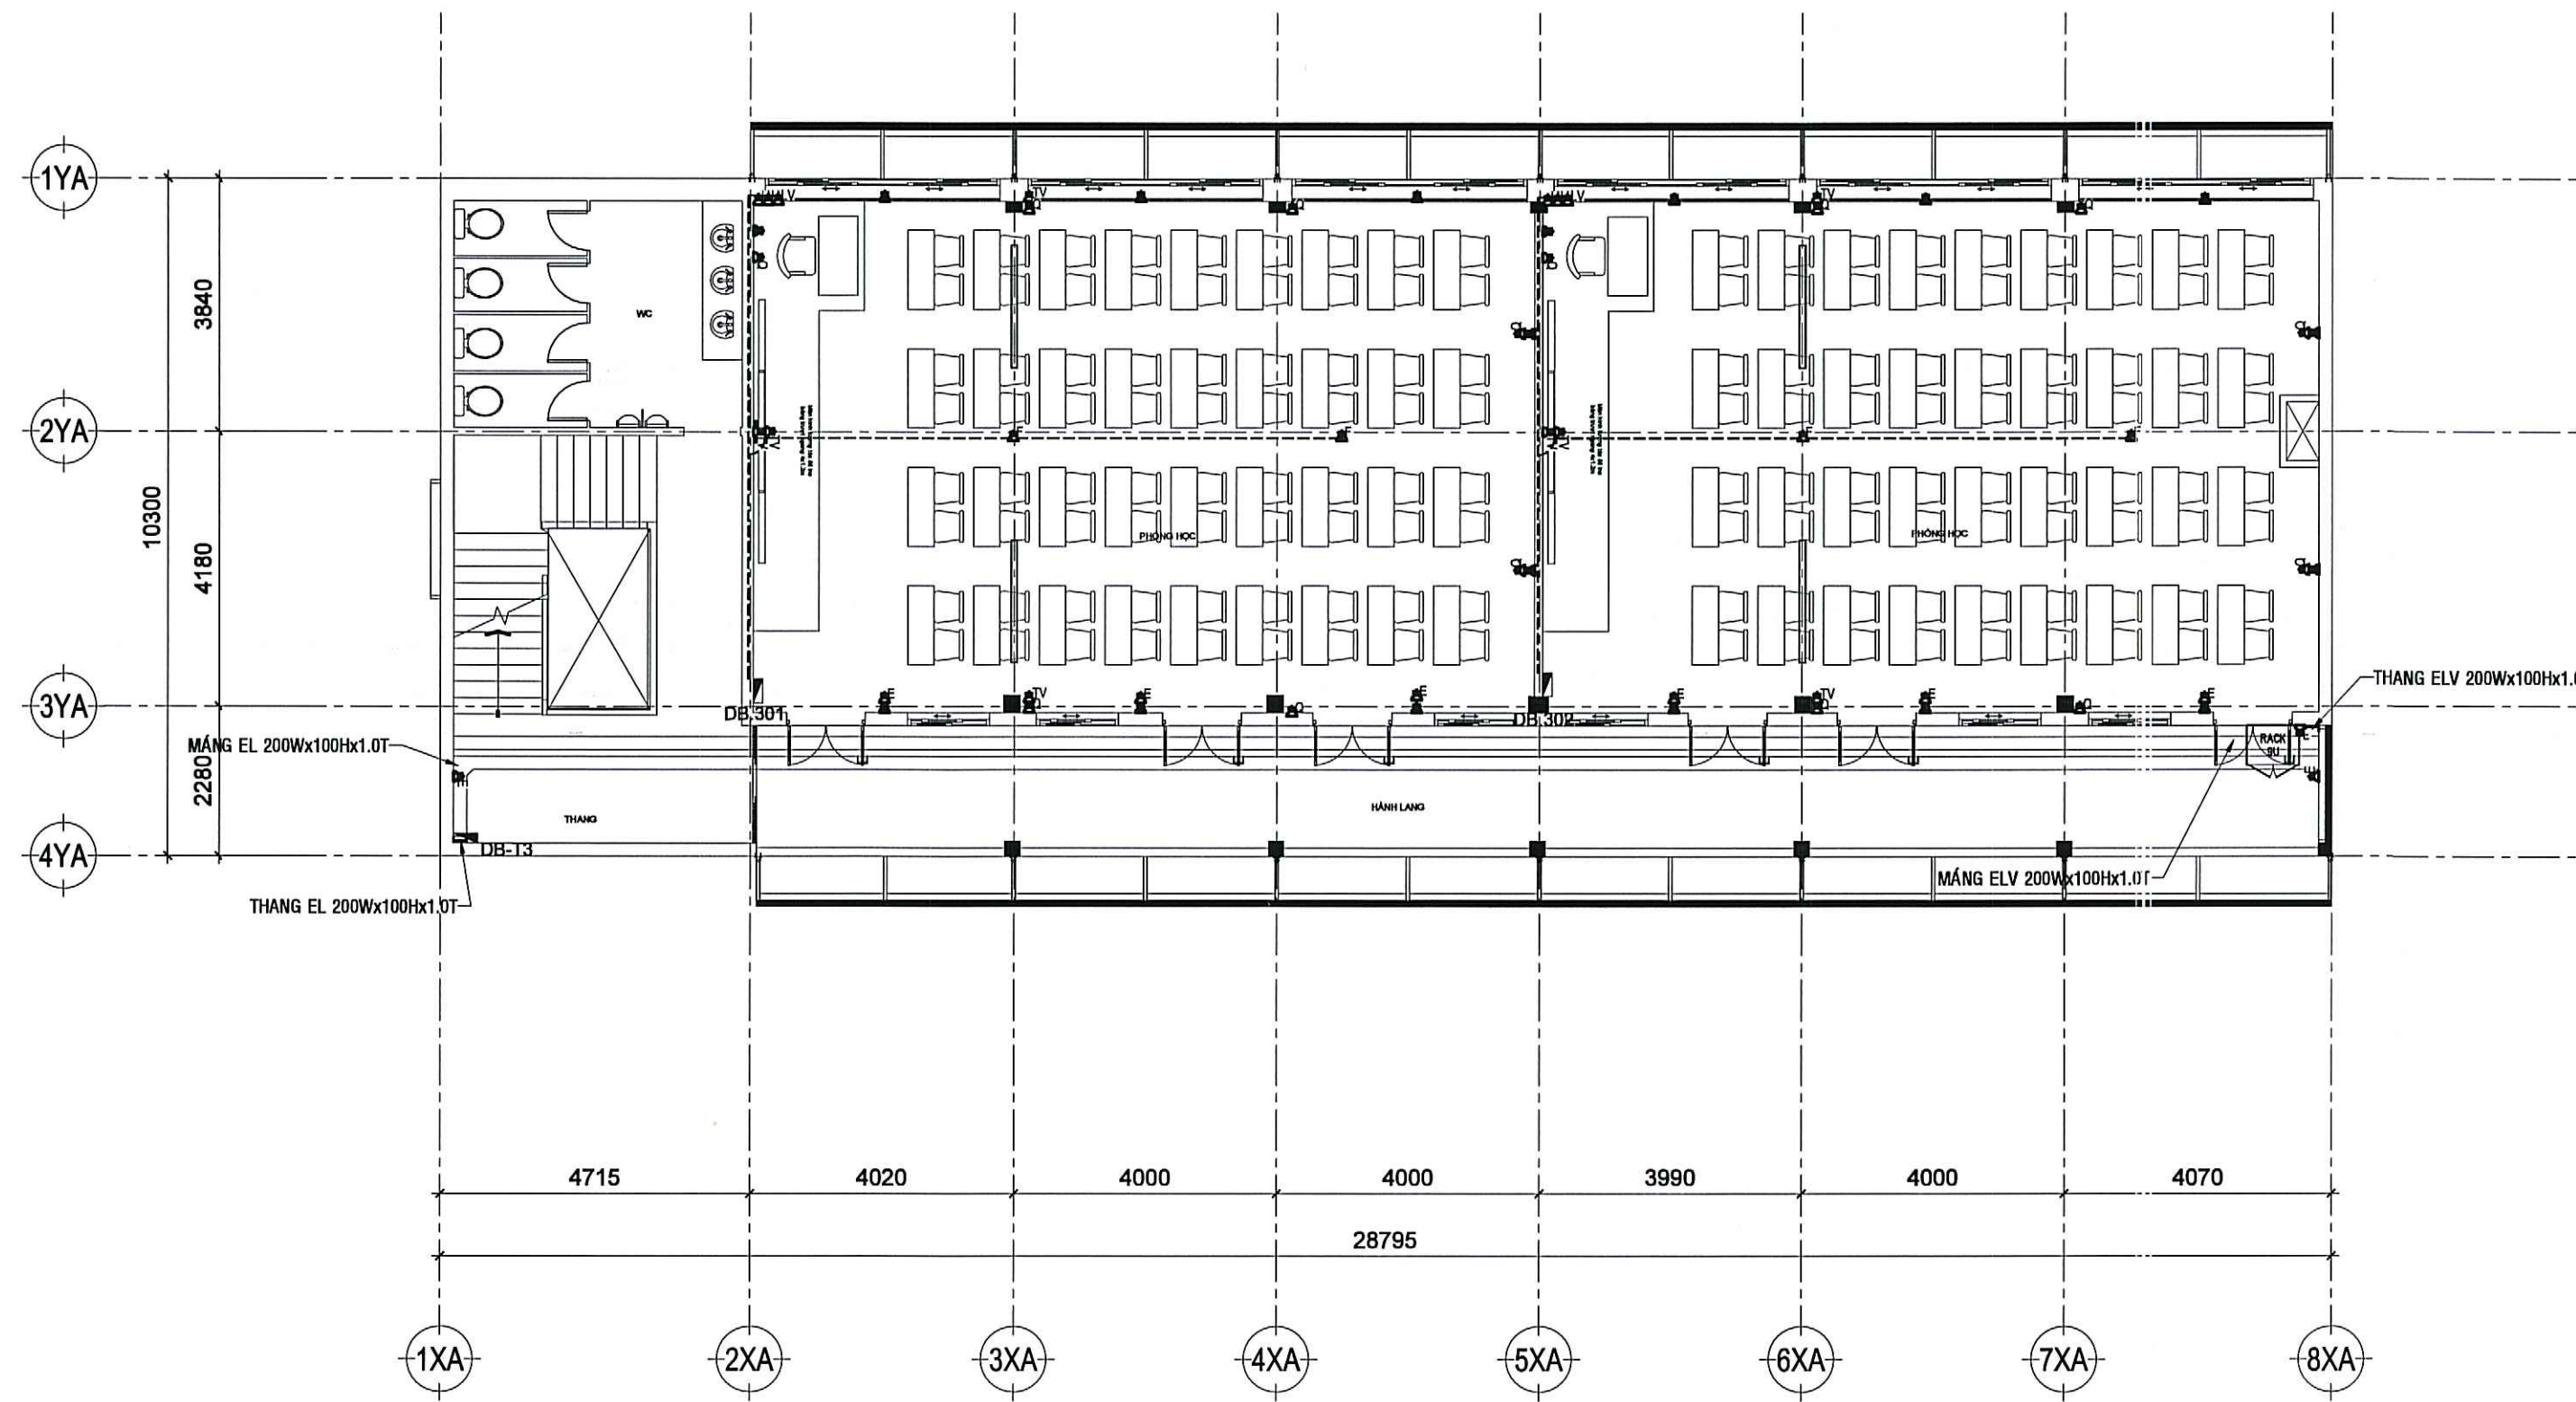 1YA
TV
TV
3840
WC
2YA
10300
4180
PHÒNG HỌC
PHÒNG HỌC
3YA
E
TV
E
E
E
TV
E
E
THANG ELV 200Wx100Hx1.0
DB-301
DB-302
MÁNG EL 200Wx100Hx1.0T
RACK
9U
2280
HÀNH LANG
THANG
4YA
DB-T3
MÁNG ELV 200Wx100Hx1.0T
THANG EL 200Wx100Hx1.0T
4715
4020
4000
4000
3990
4000
4070
28795
1XA
2XA
3XA
4XA
5XA
6XA
7XA
8XA